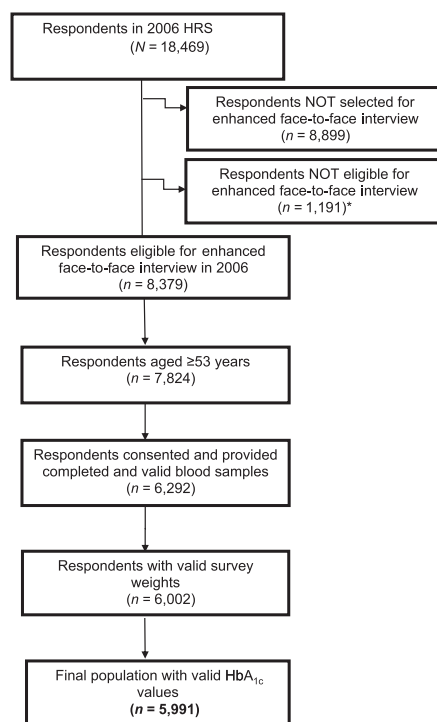 Respondents in 2006 HRS
(N = 18,469)
Respondents NOT selected for
enhanced face-to-face interview
(n = 8,899)
Respondents NOT eligible for
enhanced face-to-face interview
(n = 1,191)*
Respondents eligible for enhanced
face-to-face interview in 2006
(n = 8,379)
Respondents aged ≥53 years
(n = 7,824)
Respondents consented and provided
completed and valid blood samples
(n = 6,292)
Respondents with valid survey
weights
(n = 6,002)
Final population with valid HbA1c
values
(n = 5,991)